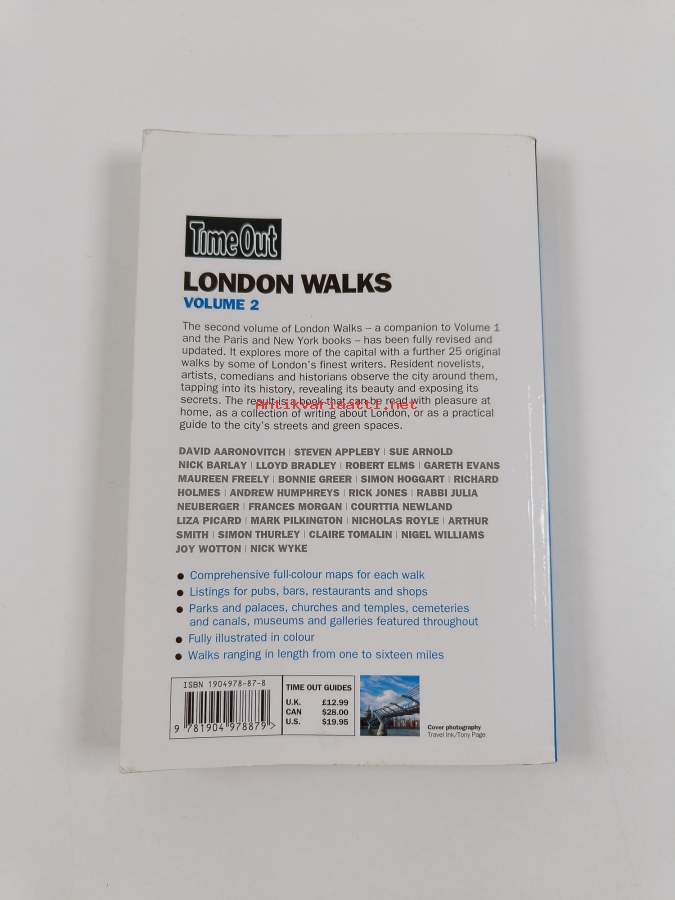 TimeOut
LONDON WALKS
VOLUME 2
The second volume of London Walks – a companion to Volume 1
and the Paris and New York books – has been fully revised and
updated. It explores more of the capital with a further 25 original
walks by some of London's finest writers. Resident novelists,
artists, comedians and historians observe the city around them,
tapping into its history, revealing its beauty and exposing its
secrets. The result is a book that can be read with pleasure at
Antikvariaatti.net
home, as a collection of writing about London, or as a practical
guide to the city's streets and green spaces.
DAVID AARONOVITCH | STEVEN APPLEBY | SUE ARNOLD
NICK BARLAY | LLOYD BRADLEY | ROBERT ELMS | GARETH EVANS
MAUREEN FREELY | BONNIE GREER | SIMON HOGGART | RICHARD
HOLMES | ANDREW HUMPHREYS | RICK JONES | RABBI JULIA
NEUBERGER | FRANCES MORGAN | COURTTIA NEWLAND
LIZA PICARD | MARK PILKINGTON | NICHOLAS ROYLE | ARTHUR
SMITH | SIMON THURLEY | CLAIRE TOMALIN | NIGEL WILLIAMS
JOY WOTTON | NICK WYKE
● Comprehensive full-colour maps for each walk
● Listings for pubs, bars, restaurants and shops
● Parks and palaces, churches and temples, cemeteries
and canals, museums and galleries featured throughout
● Fully illustrated in colour
● Walks ranging in length from one to sixteen miles
ISBN 1904978-87-8
9 781904 978879 >
TIME OUT GUIDES
U.K. £12.99
CAN $28.00
U.S. $19.95
Cover photography
Travel Ink/Tony Page